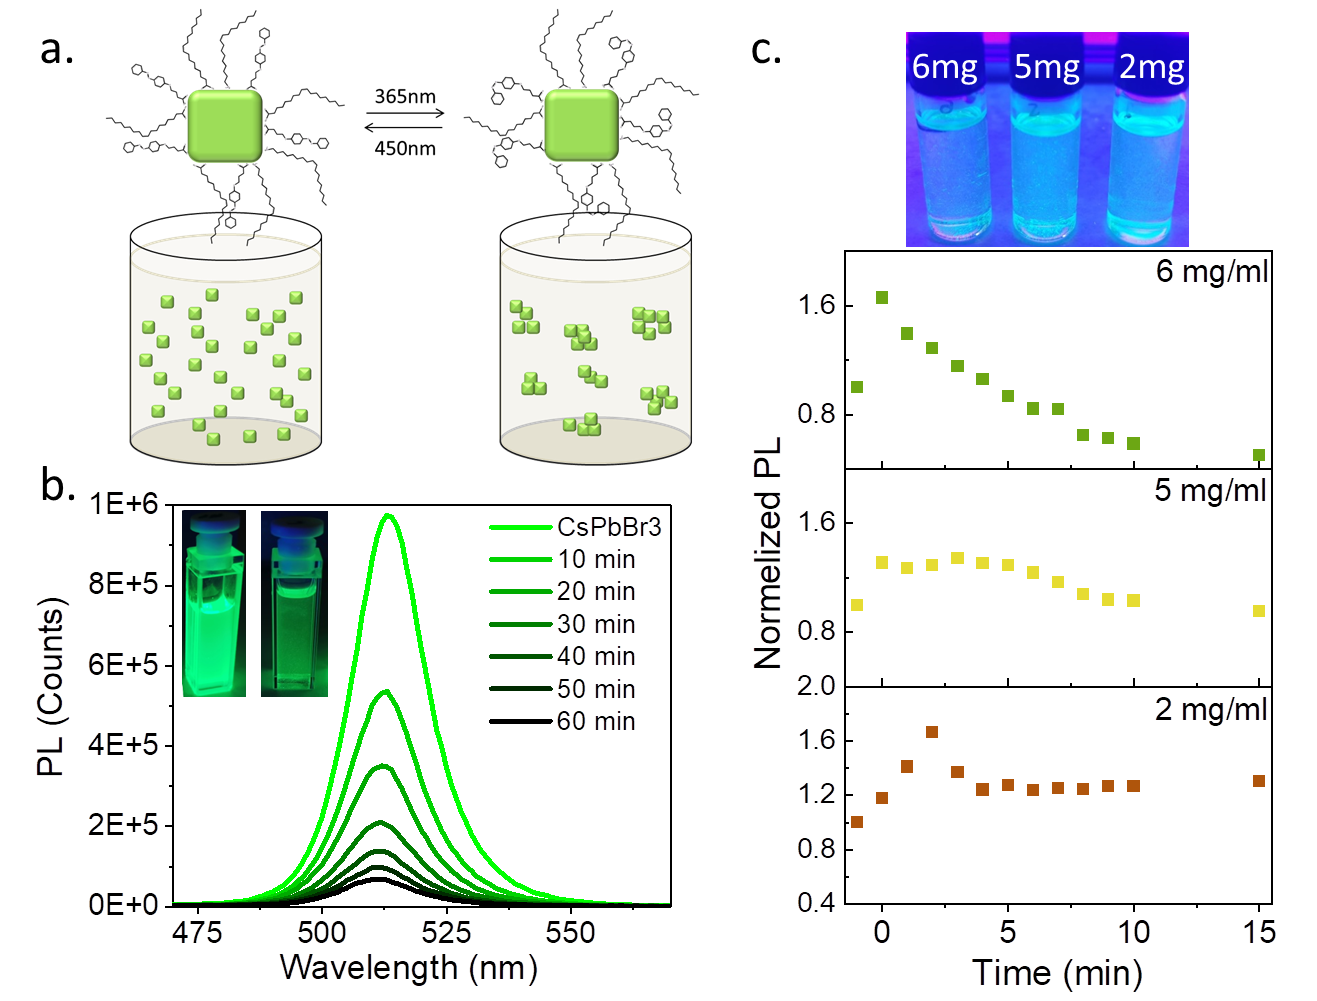 a.
365nm
450nm
b.
1E+6
8E+5
6E+5
4E+5
2E+5
0E+0
PL (Counts)
CsPbBr3
10 min
20 min
30 min
40 min
50 min
60 min
475
500
525
550
Wavelength (nm)
c.
6mg
5mg
2mg
6 mg/ml
1.6
0.8
5 mg/ml
1.6
0.8
2.0
2 mg/ml
1.6
1.2
0.8
0.4
Normelized PL
0
5
10
15
Time (min)